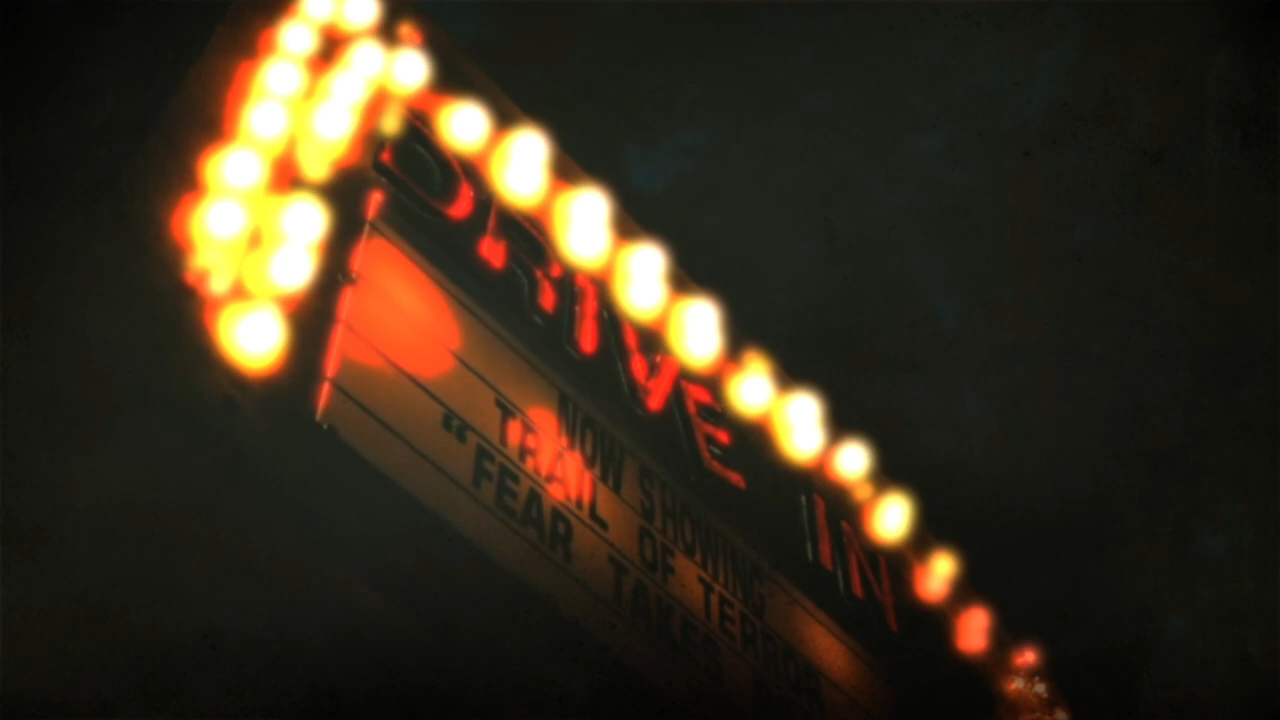 DRIVE IN
NOW SHOWING
TRAIL OF TERROR
"FEAR TAKES